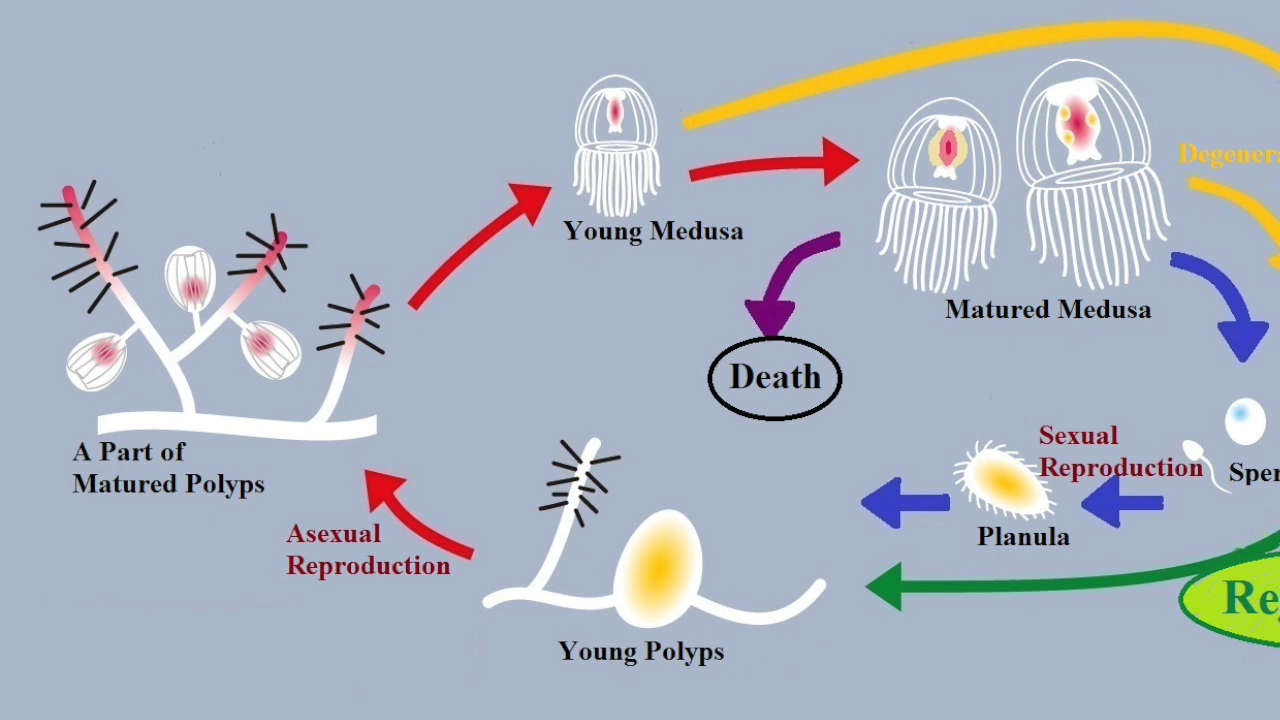 Young Medusa
Matured Medusa
Death
A Part of
Matured Polyps
Sexual
Reproduction
Planula
Asexual
Reproduction
Young Polyps